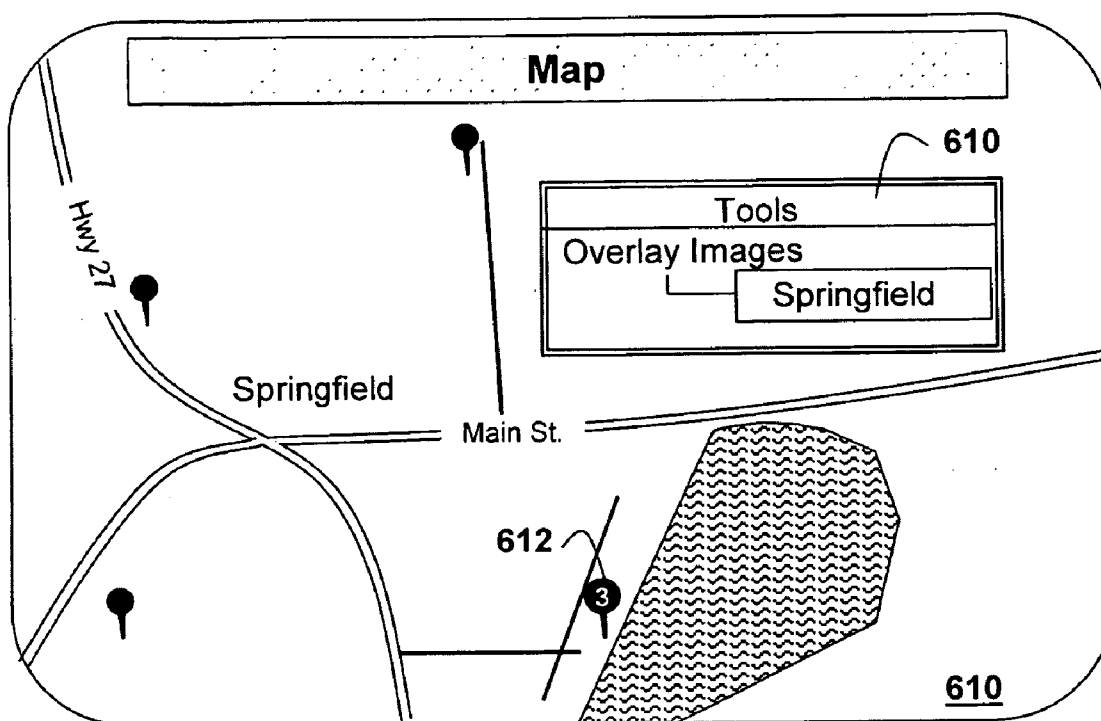 Map
610
Tools
Overlay Images
Springfield
Hwy 27
Springfield
Main St.
612
3
610